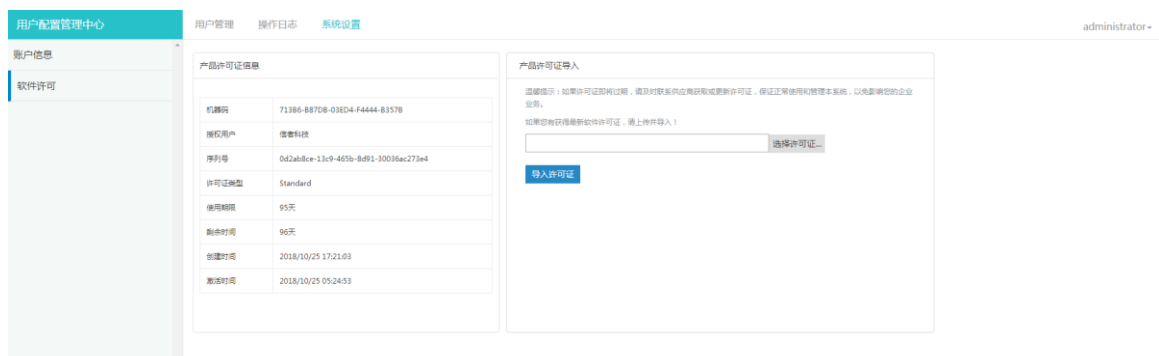 用户配置管理中心
用户管理 操作日志 系统设置
administrator
账户信息
软件许可
产品许可证信息
机器码 713B6-B87DB-03ED4-F4444-B357B
授权用户 信者科技
序列号 0d2ab8ce-13c9-465b-8d91-30036ac273e4
许可证类型 Standard
使用期限 95天
剩余时间 96天
创建时间 2018/10/25 17:21:03
激活时间 2018/10/25 05:24:53
产品许可证导入
温馨提示：如果许可证即将过期，请及时联系供应商获取或更新许可证，保证正常使用和管理本系统，以免影响您的企业
业务。
如果您有获得最新软件许可证，请上传并导入！
选择许可证...
导入许可证